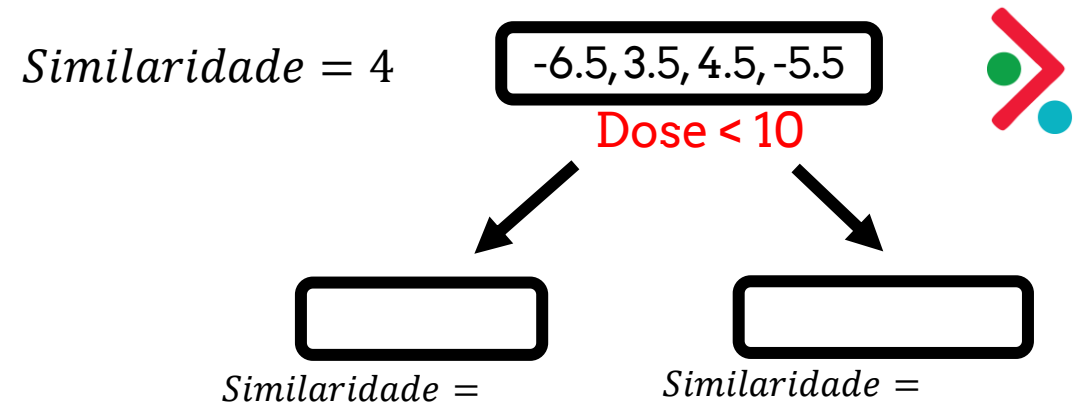 Similaridade = 4
-6.5, 3.5, 4.5, -5.5
Dose < 10
Similaridade =
Similaridade =